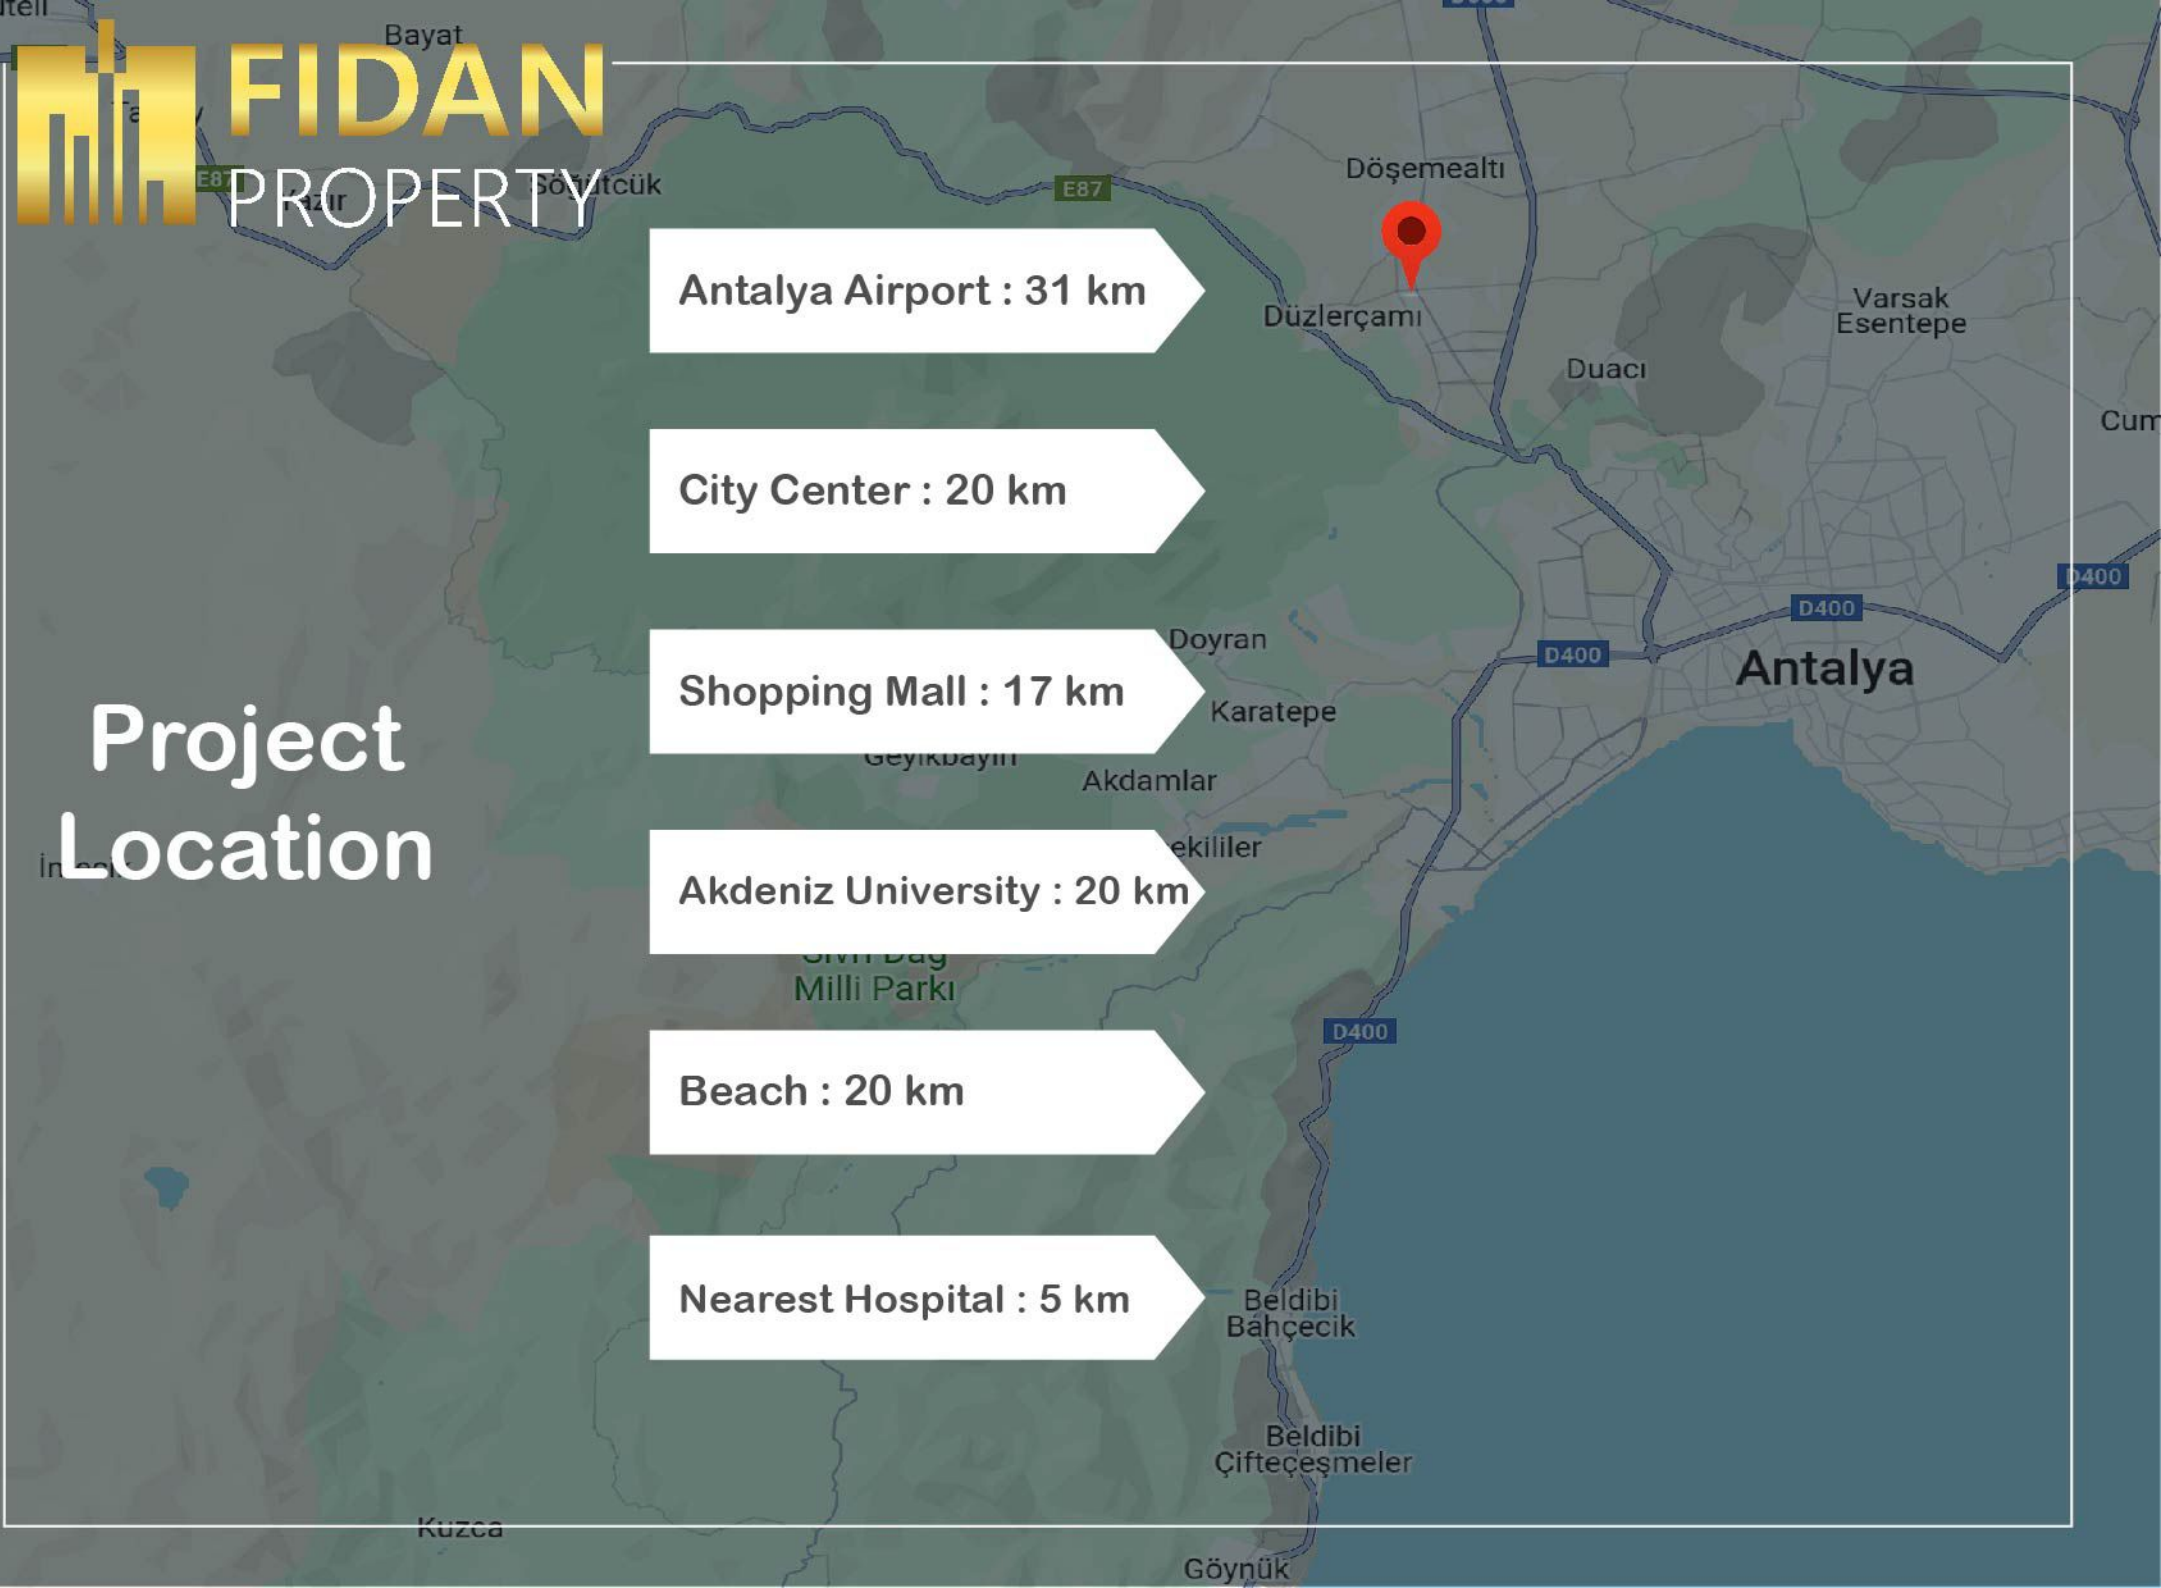 Bayat
FIDAN
PROPERTY
E87
Söğütcük
E87
Döşemealtı
Antalya Airport : 31 km
Düzlerçamı
Varsak
Esentepe
Duacı
City Center : 20 km
D400
D400
D400
Doyran
Antalya
Shopping Mall : 17 km
Karatepe
Project
Location
Akdamlar
Akdeniz University : 20 km
Milli Parkı
D400
Beach : 20 km
Nearest Hospital : 5 km
Beldibi
Bahçecik
Beldibi
Çifteçeşmeler
Kuzca
Göynük